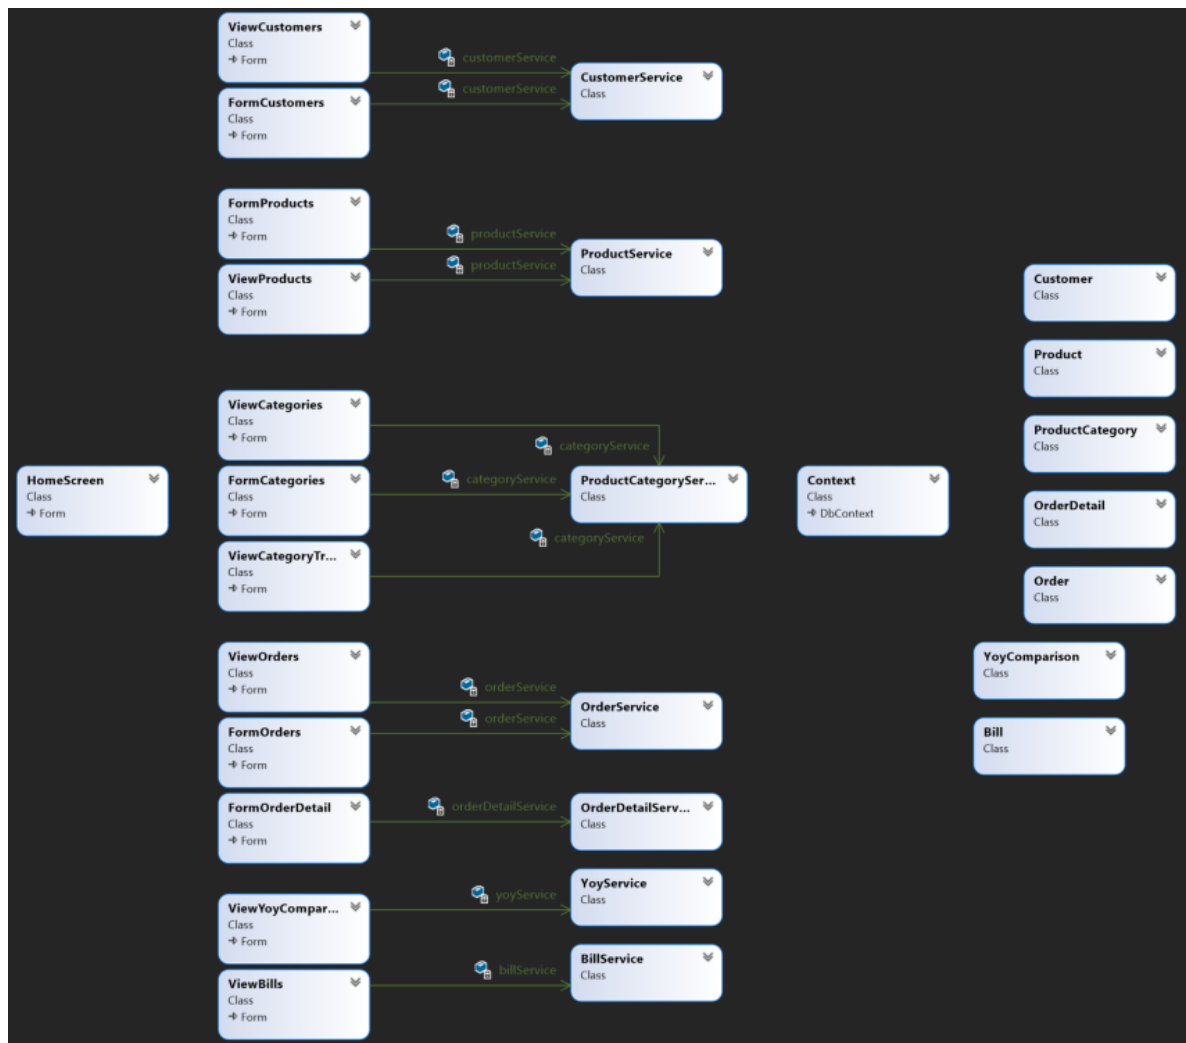 ViewCustomers
Class
Form
customerService
customerService
CustomerService
Class
FormCustomers
Class
Form
FormProducts
Class
Form
productService
productService
ProductService
Class
ViewProducts
Class
Form
Customer
Class
Product
Class
ViewCategories
Class
Form
categoryService
ProductCategory
Class
HomeScreen
Class
Form
FormCategories
Class
Form
categoryService
ProductCategorySer...
Class
Context
Class
DbContext
OrderDetail
Class
categoryService
ViewCategoryTr...
Class
Form
Order
Class
ViewOrders
Class
Form
orderService
orderService
OrderService
Class
YoyComparison
Class
FormOrders
Class
Form
Bill
Class
FormOrderDetail
Class
Form
orderDetailService
OrderDetailServ...
Class
ViewYoyCompar...
Class
Form
yoyService
YoyService
Class
ViewBills
Class
Form
billService
BillService
Class